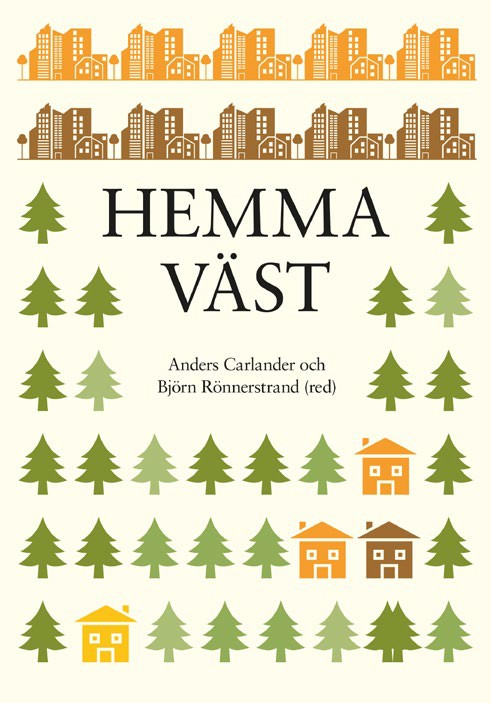 HEMMA
VÄST
Anders Carlander och
Björn Rönnerstrand (red)